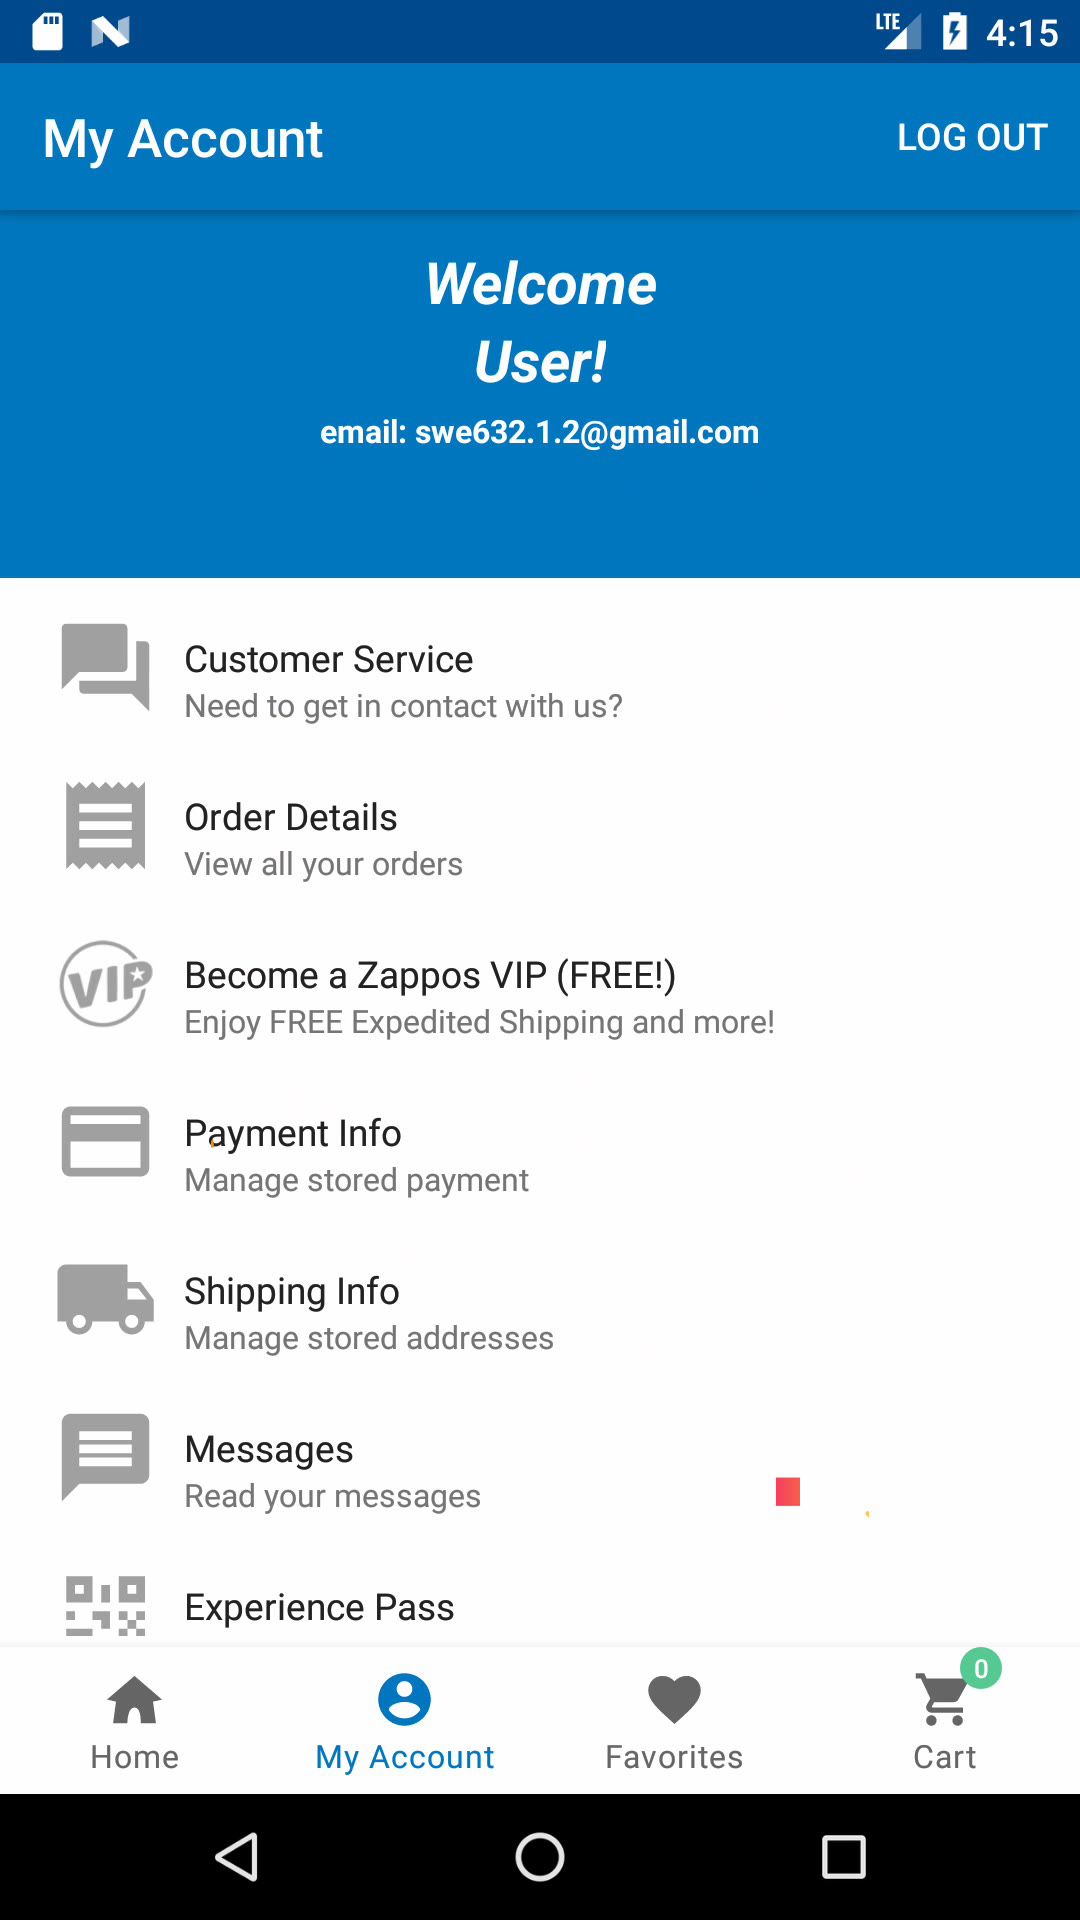 LTE 4:15
My Account LOG OUT
Welcome
User!
email: swe632.1.2@gmail.com
Customer Service
Need to get in contact with us?
Order Details
View all your orders
VIP
Become a Zappos VIP (FREE!)
Enjoy FREE Expedited Shipping and more!
Payment Info
Manage stored payment
Shipping Info
Manage stored addresses
Messages
Read your messages
Experience Pass
0
Home My Account Favorites Cart